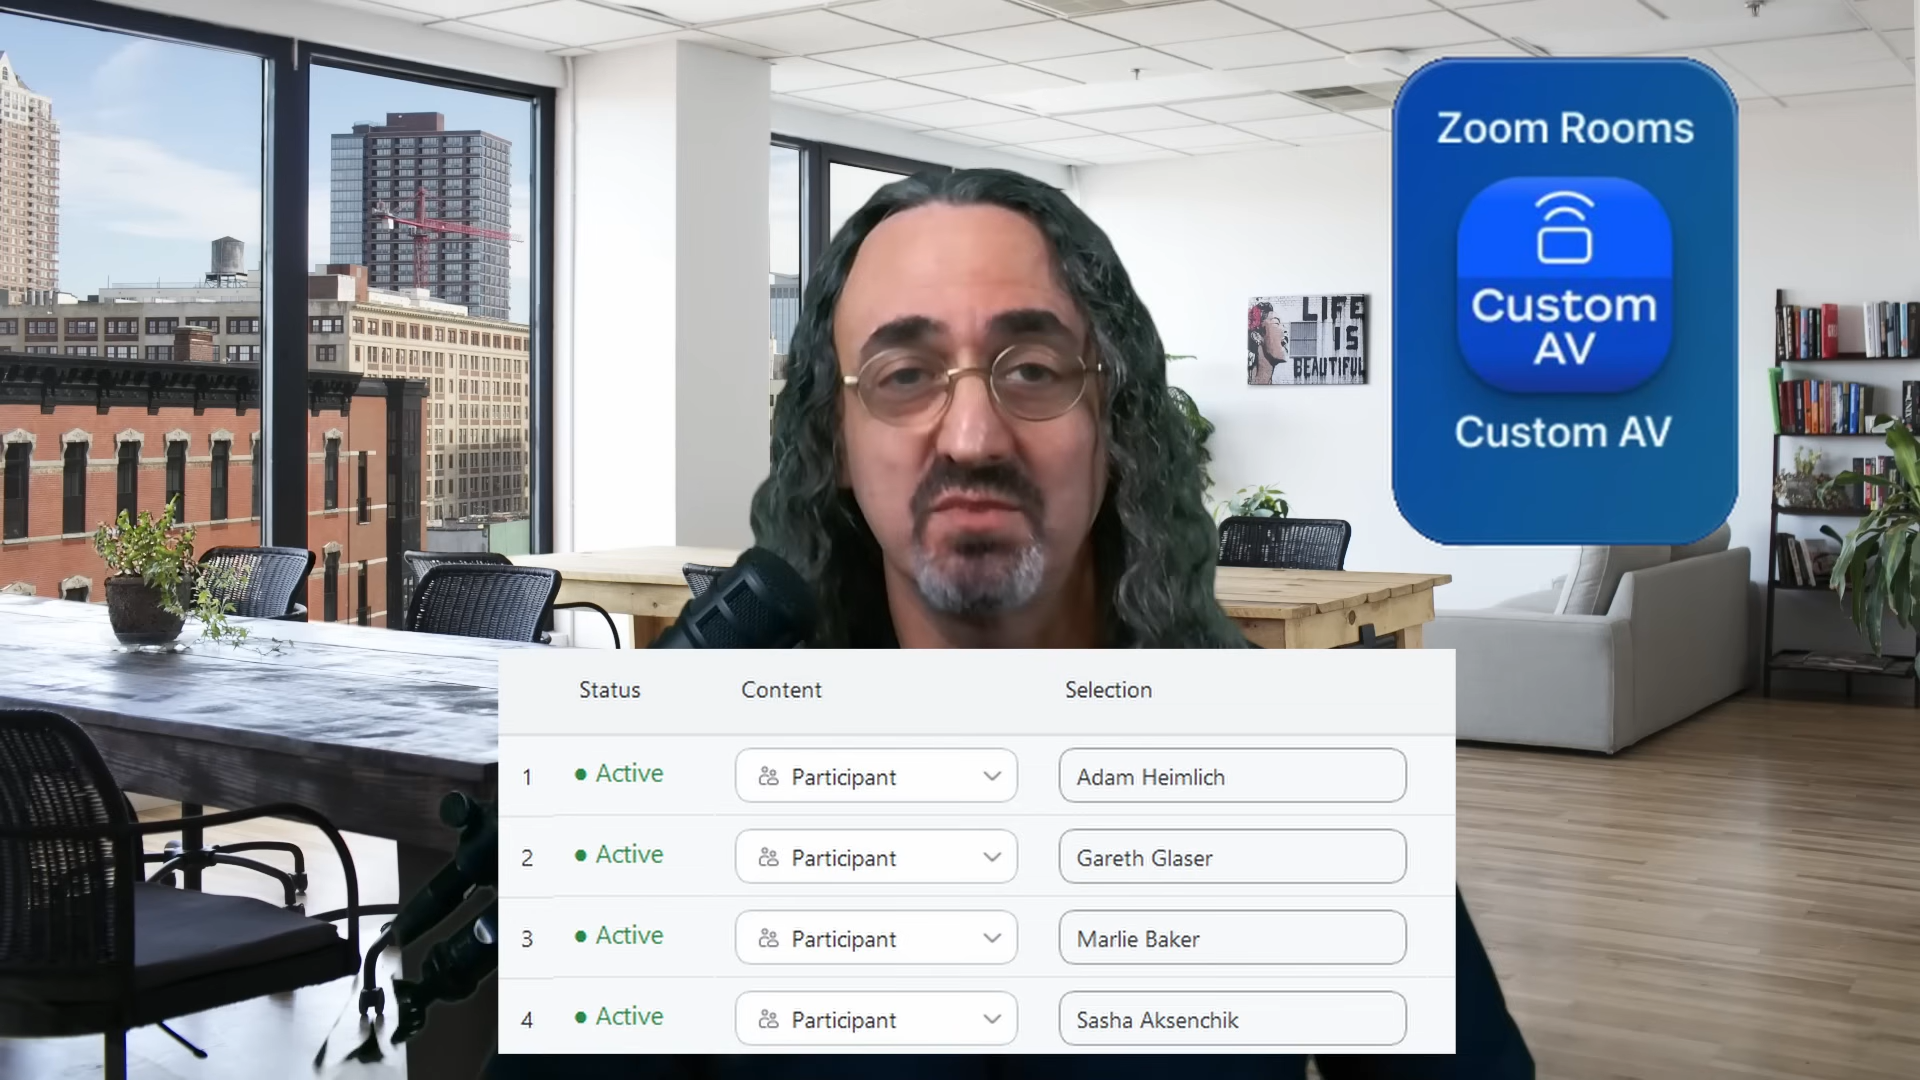 Zoom Rooms
Custom
AV
Custom AV
LIFE
IS
BEAUTIFUL
Status Content Selection
1 Active Participant Adam Heimlich
2 Active Participant Gareth Glaser
3 Active Participant Marlie Baker
4 Active Participant Sasha Aksenchik